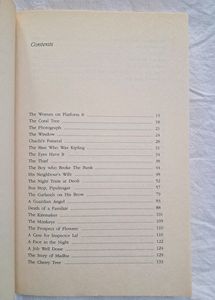 Contents
The Woman on Platform 8
The Coral Tree
The Photograph
The Window
Chachi's Funeral
The Man Who Was Kipling
The Eyes Have It
The Thief
The Boy who Broke The Bank
His Neighbour's Wife
The Night Train at Deoli
Bus Stop, Pipalnagar
The Garlands on His Brow
A Guardian Angel
Death of a Familiar 88
The Kitemaker
The Monkeys
The Prospect of Flowers
A Case for Inspector Lal
A Face in the Night
A Job Well Done 124
The Story of Madhu 129
The Cherry Tree